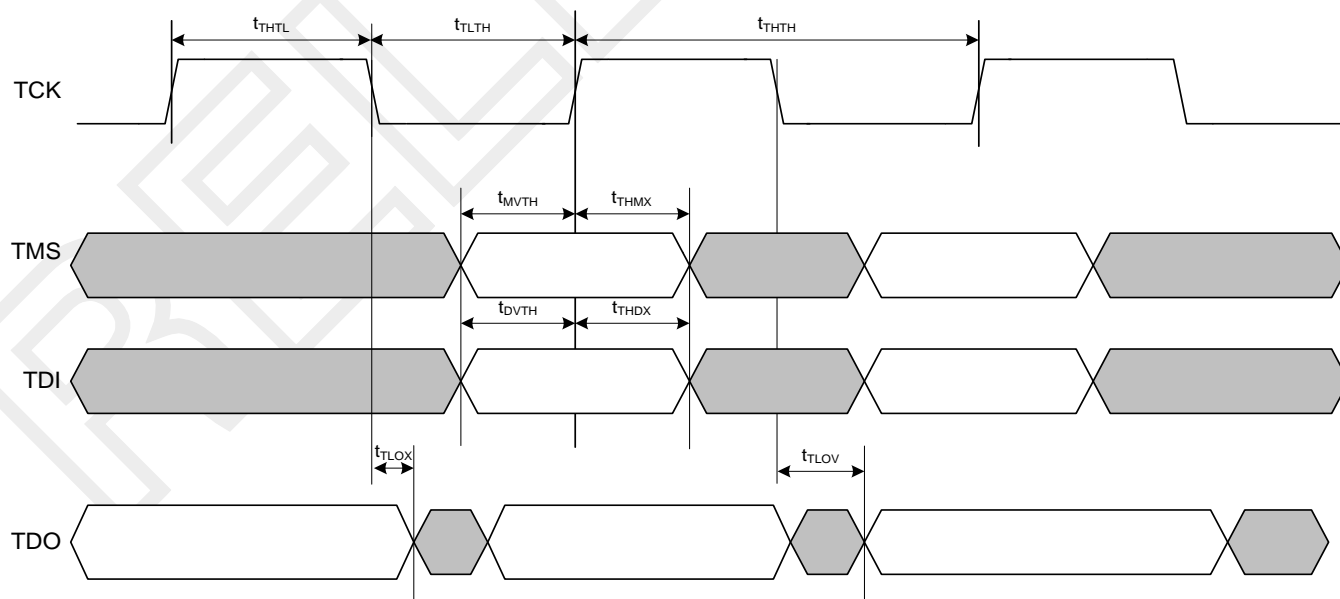 tTHTL tTLTH tTHTH
TCK
tMVTH tTHMX
TMS
tDVTH tTHDX
TDI
tTLOX tTLOV
TDO